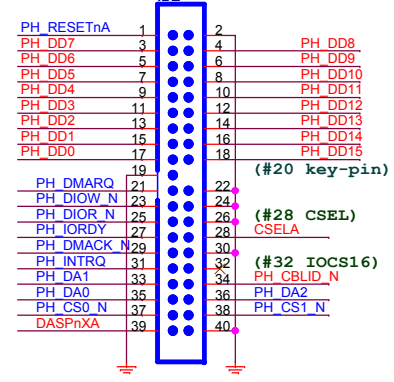 PH_RESETnA 1 2
PH_DD7 3 4 PH_DD8
PH_DD6 5 6 PH_DD9
PH_DD5 7 8 PH_DD10
PH_DD4 9 10 PH_DD11
PH_DD3 11 12 PH_DD12
PH_DD2 13 14 PH_DD13
PH_DD1 15 16 PH_DD14
PH_DD0 17 18 PH_DD15
19 (#20 key-pin)
PH_DMARQ 21 22
PH_DIOW_N 23 24
PH_DIOR_N 25 26 (#28 CSEL)
PH_IORDY 27 28 CSELA
PH_DMACK_N 29 30
PH_INTRQ 31 32 (#32 IOCS16)
PH_DA1 33 34 PH_CBLID_N
PH_DA0 35 36 PH_DA2
PH_CS0_N 37 38 PH_CS1_N
DASPnXA 39 40